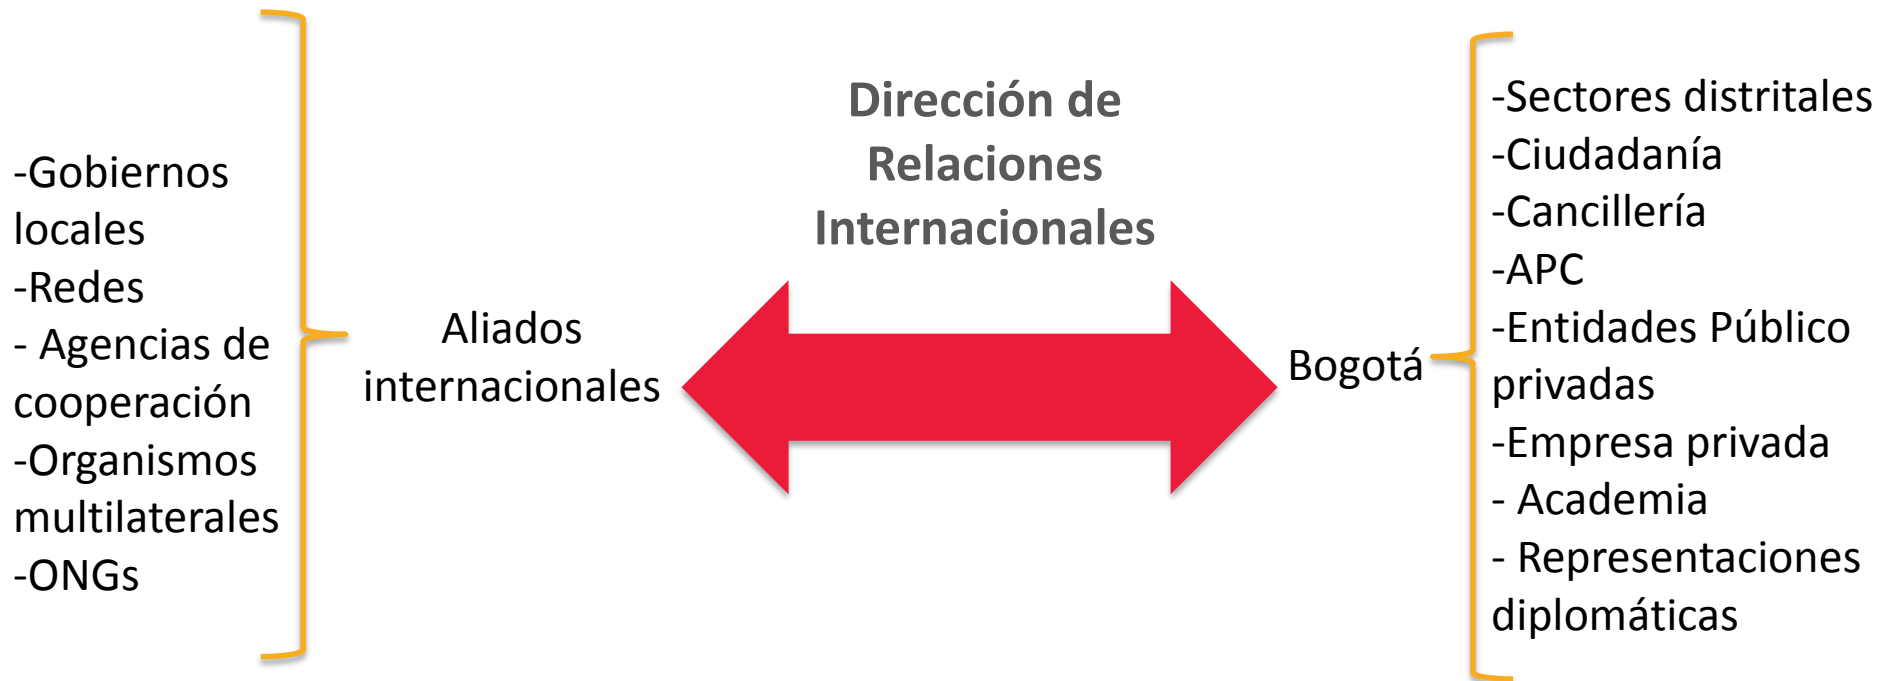 -Gobiernos
locales
-Redes
- Agencias de
cooperación
-Organismos
multilaterales
-ONGs
Aliados
internacionales
Dirección de
Relaciones
Internacionales
Bogotá
-Sectores distritales
-Ciudadanía
-Cancillería
-APC
-Entidades Público
privadas
-Empresa privada
- Academia
- Representaciones
diplomáticas